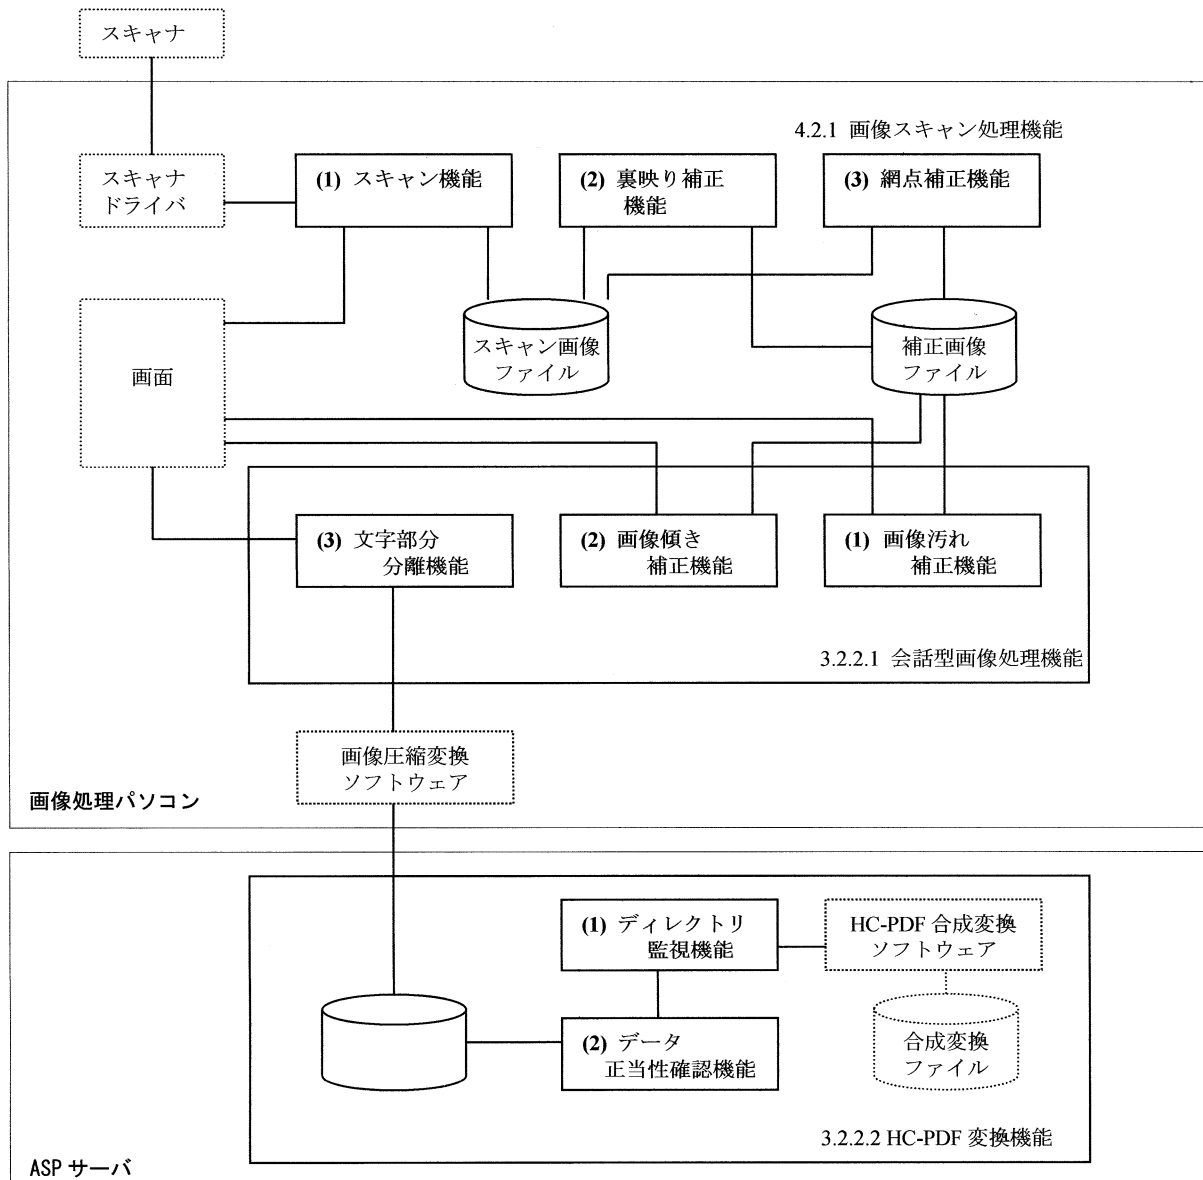 スキャナ
4.2.1 画像スキャン処理機能
スキャナ
ドライバ
(1) スキャン機能
(2) 裏映り補正
機能
(3) 網点補正機能
画面
スキャン画像
ファイル
補正画像
ファイル
(3) 文字部分
分離機能
(2) 画像傾き
補正機能
(1) 画像汚れ
補正機能
3.2.2.1 会話型画像処理機能
画像圧縮変換
ソフトウェア
画像処理パソコン
(1) ディレクトリ
監視機能
HC-PDF 合成変換
ソフトウェア
(2) データ
正当性確認機能
合成変換
ファイル
3.2.2.2 HC-PDF 変換機能
ASP サーバ